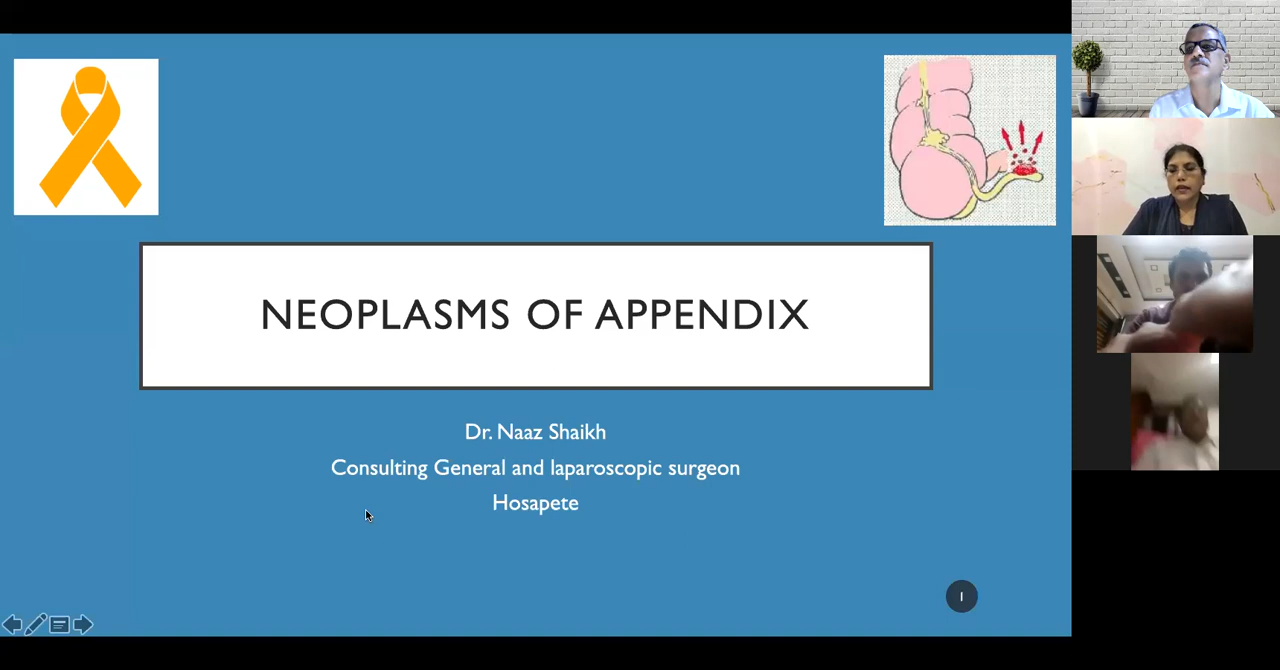 NEOPLASMS OF APPENDIX
Dr. Naaz Shaikh
Consulting General and laparoscopic surgeon
Hosapete
1